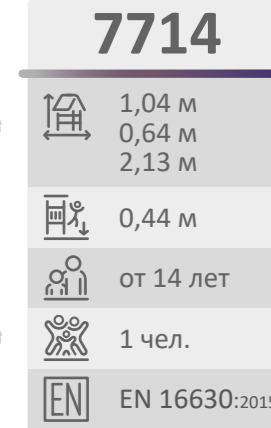 7714
1,04 м
0,64 м
2,13 м
0,44 м
от 14 лет
1 чел.
EN EN 16630:2015